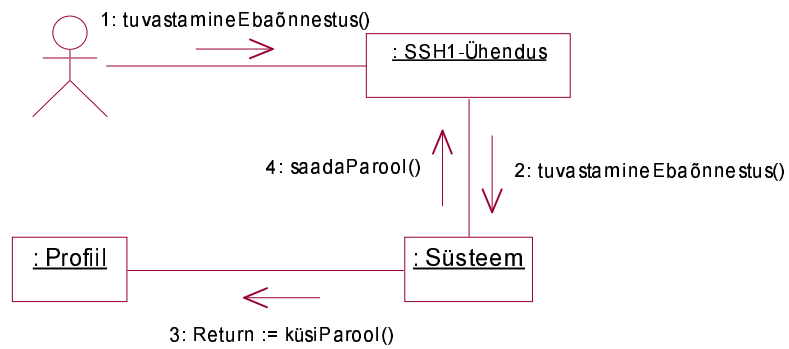 1: tuvastamineEbaõnnestus()
: SSH1-Ühendus
4: saadaParool()
2: tuvastamineEbaõnnestus()
: Profiil
: Süsteem
3: Return := küsiParool()